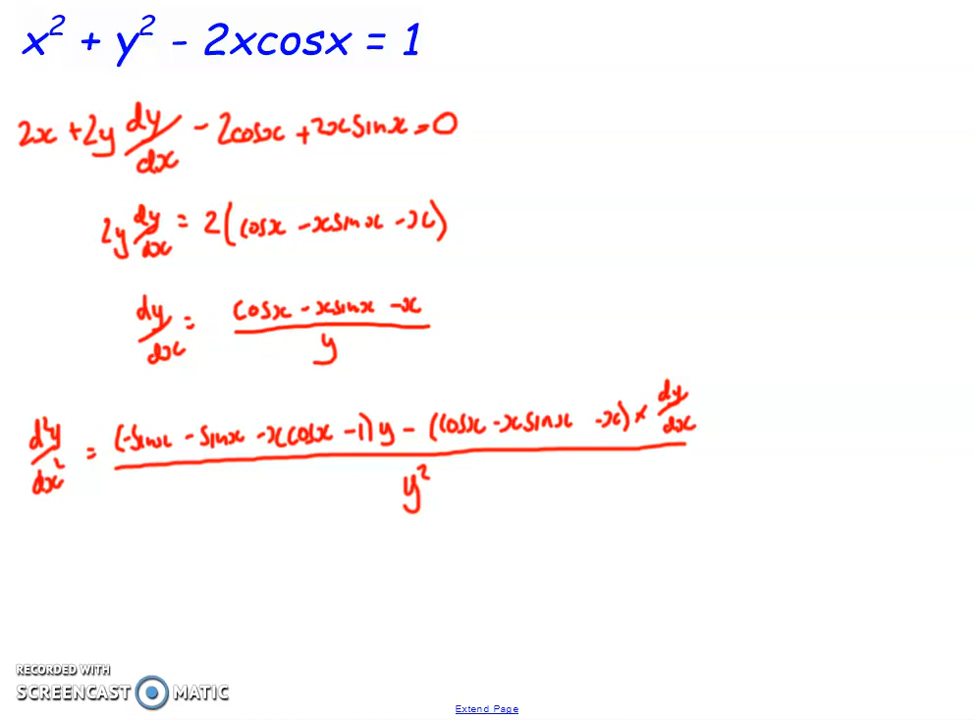 x² + y² - 2xcosx = 1
2x + 2y dy/dx - 2cosx + 2xsinx = 0
2y dy/dx = 2(cosx - xsinx - x)
dy/dx = (cosx - xsinx - x)/y
d²y/dx² = ((-sinx - sinx - xcosx - 1)y - (cosx - xsinx - x) × dy/dx)/y²
RECORDED WITH
SCREENCAST MATIC
Extend Page